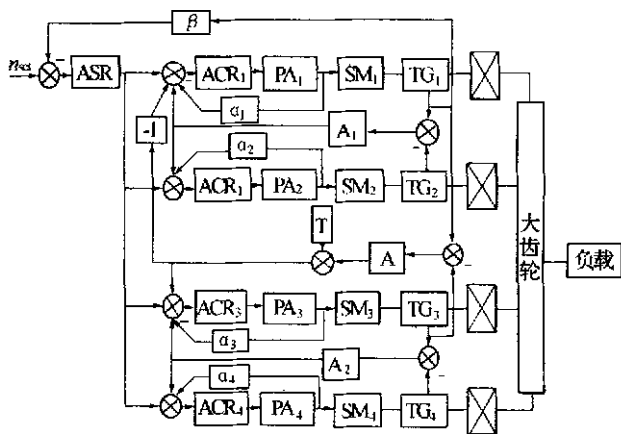 β
n
ASR
ACR₁
PA₁
SM₁
TG₁
α₁
-1
A₁
α₂
ACR₁
PA₂
SM₂
TG₂
T
A
大齿轮
负载
ACR₃
PA₃
SM₃
TG₃
α₃
A₂
α₄
ACR₄
PA₄
SM₄
TG₄